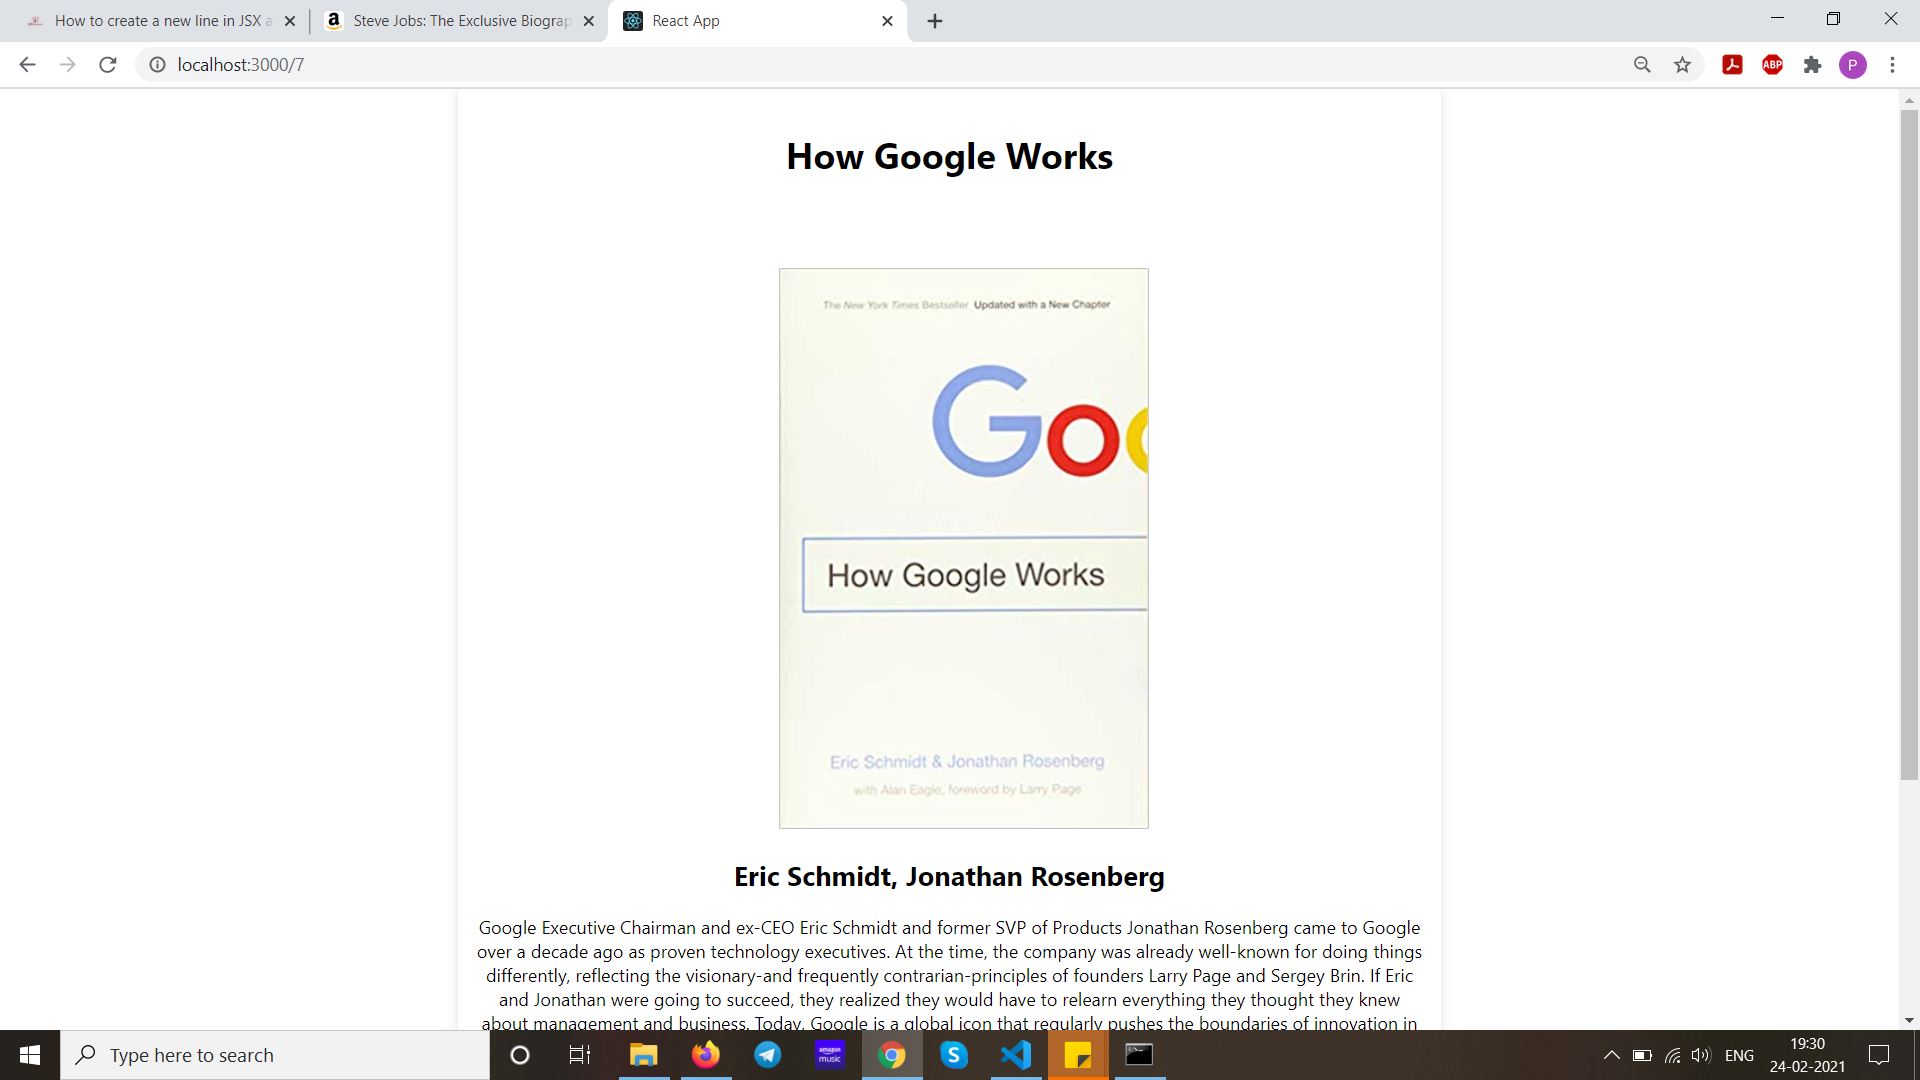 How to create a new line in JSX a
Steve Jobs: The Exclusive Biograp
React App
localhost:3000/7
ABP
P
How Google Works
The New York Times Bestseller Updated with a New Chapter
Goo
How Google Works
Eric Schmidt & Jonathan Rosenberg
with Alan Eagle, foreword by Larry Page
Eric Schmidt, Jonathan Rosenberg
Google Executive Chairman and ex-CEO Eric Schmidt and former SVP of Products Jonathan Rosenberg came to Google
over a decade ago as proven technology executives. At the time, the company was already well-known for doing things
differently, reflecting the visionary-and frequently contrarian-principles of founders Larry Page and Sergey Brin. If Eric
and Jonathan were going to succeed, they realized they would have to relearn everything they thought they knew
about management and business. Today, Google is a global icon that regularly pushes the boundaries of innovation in
Type here to search
amazon
music
ENG
19:30
24-02-2021